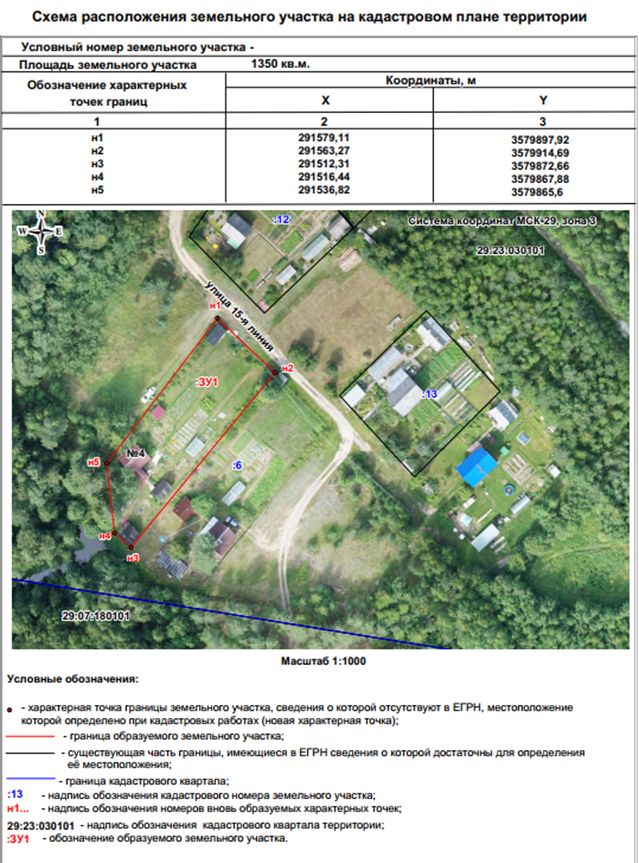 Схема расположения земельного участка на кадастровом плане территории
Условный номер земельного участка -
Площадь земельного участка 1350 кв.м.
Обозначение характерных точек границ
Координаты, м
X Y
1 2 3
н1 291579,11 3579897,92
н2 291563,27 3579914,69
н3 291512,31 3579872,66
н4 291516,44 3579867,88
н5 291536,82 3579865,6
N
W E
S
:12
Система координат МСК-29, зона 3
29:23:030101
улица 15-я линия
н1
н2
:ЗУ1
:13
№4
н5
:6
н4
н3
29:07:180101
Масштаб 1:1000
Условные обозначения:
- характерная точка границы земельного участка, сведения о которой отсутствуют в ЕГРН, местоположение
которой определено при кадастровых работах (новая характерная точка);
- граница образуемого земельного участка;
- существующая часть границы, имеющиеся в ЕГРН сведения о которой достаточны для определения
её местоположения;
- граница кадастрового квартала;
:13 - надпись обозначения кадастрового номера земельного участка;
н1... - надпись обозначения номеров вновь образуемых характерных точек;
29:23:030101 - надпись обозначения кадастрового квартала территории;
:ЗУ1 - обозначение образуемого земельного участка.